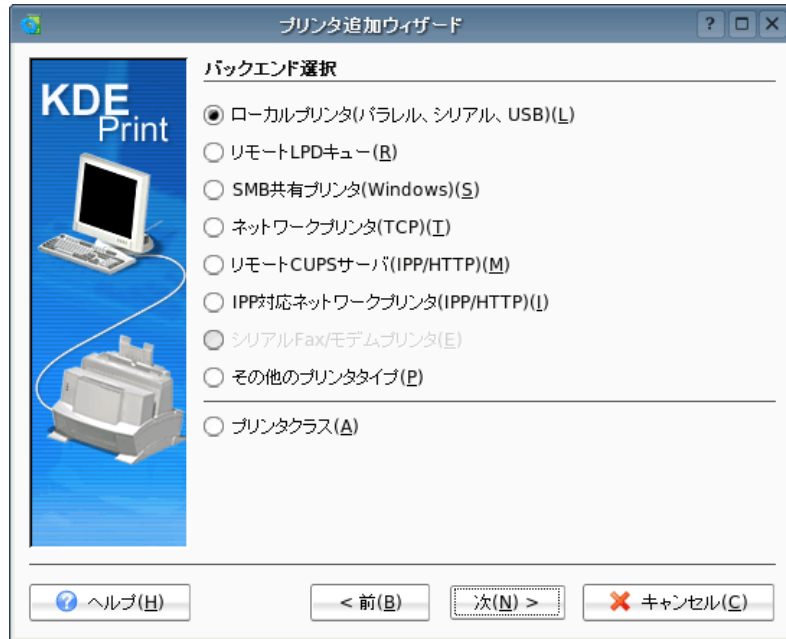 プリンタ追加ウィザード
KDE
Print
バックエンド選択
ローカルプリンタ(パラレル、シリアル、USB)(L)
リモートLPDキュー(R)
SMB共有プリンタ(Windows)(S)
ネットワークプリンタ(TCP)(T)
リモートCUPSサーバ(IPP/HTTP)(M)
IPP対応ネットワークプリンタ(IPP/HTTP)(I)
シリアルFax/モデムプリンタ(E)
その他のプリンタタイプ(P)
プリンタクラス(A)
ヘルプ(H) < 前(B) 次(N) > キャンセル(C)